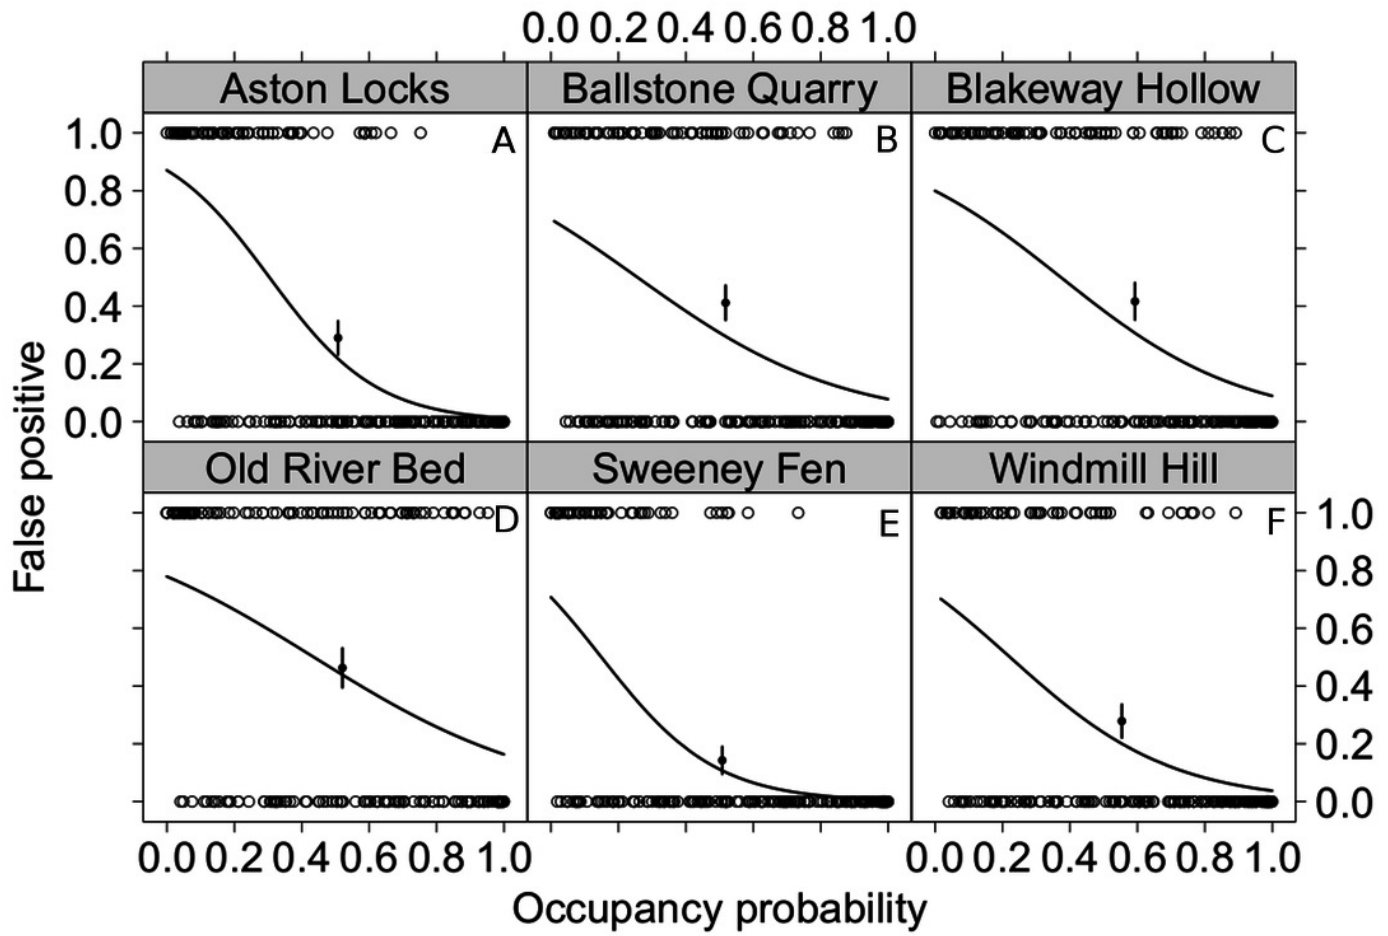 0.0 0.2 0.4 0.6 0.8 1.0
Aston Locks
Ballstone Quarry
Blakeway Hollow
A
B
C
1.0
0.8
0.6
0.4
0.2
0.0
False positive
Old River Bed
Sweeney Fen
Windmill Hill
D
E
F
1.0
0.8
0.6
0.4
0.2
0.0
0.0 0.2 0.4 0.6 0.8 1.0
0.0 0.2 0.4 0.6 0.8 1.0
Occupancy probability